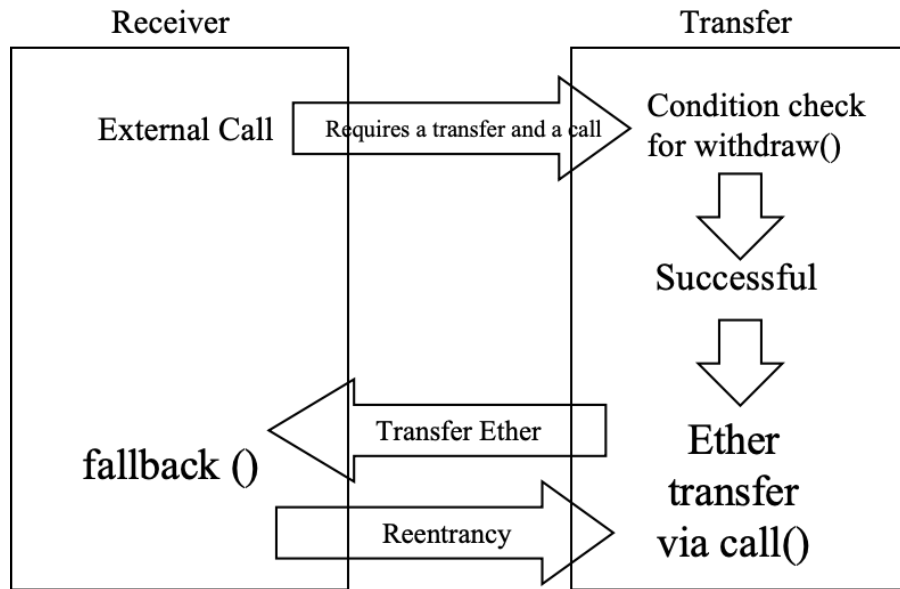 Receiver
Transfer
External Call
Requires a transfer and a call
Condition check
for withdraw()
Successful
Transfer Ether
fallback ()
Ether
transfer
via call()
Reentrancy